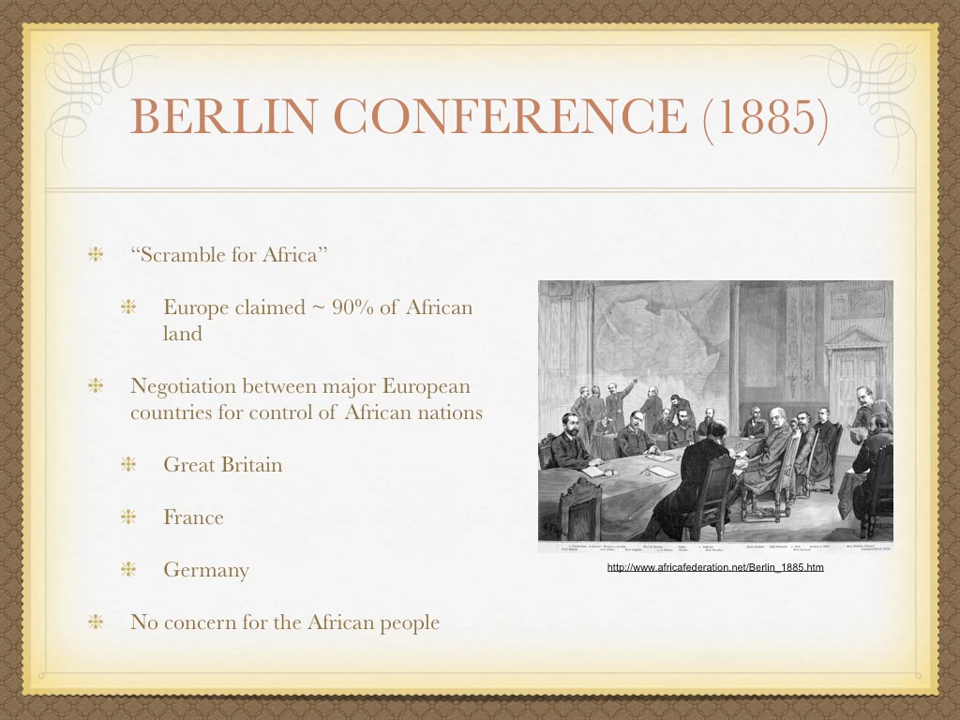 BERLIN CONFERENCE (1885)
“Scramble for Africa”
Europe claimed ~ 90% of African
land
Negotiation between major European
countries for control of African nations
Great Britain
France
Germany
No concern for the African people
http://www.africafederation.net/Berlin_1885.htm